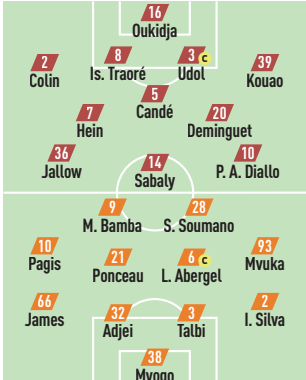 16
Oukidja
2
Colin
8
Is. Traoré
3 C
Udol
39
Kouao
5
Candé
7
Hein
20
Deminguet
36
Jallow
14
Sabaly
10
P. A. Diallo
9
M. Bamba
28
S. Soumano
10
Pagis
21
Ponceau
6 C
L. Abergel
93
Mvuka
66
James
32
Adjei
3
Talbi
2
I. Silva
38
Mvogo